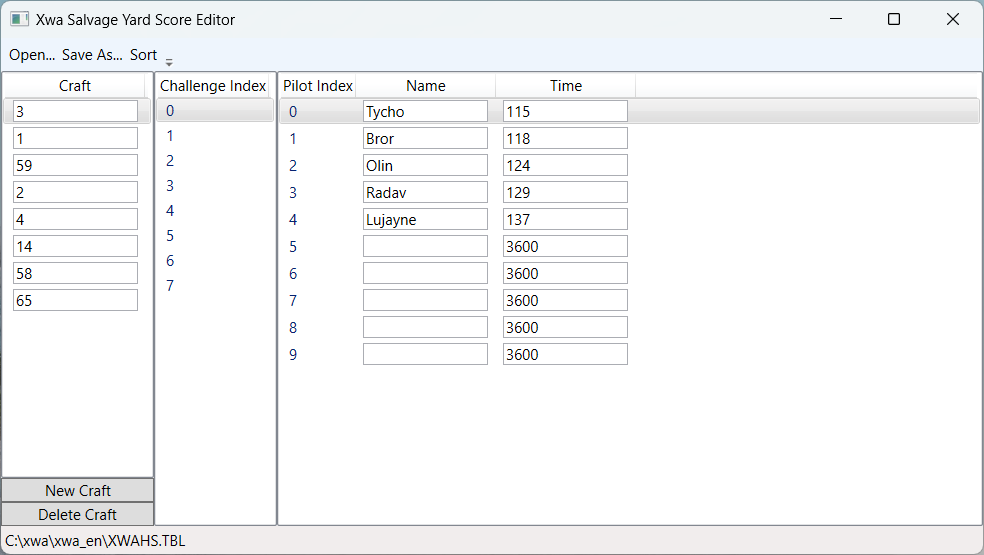 Xwa Salvage Yard Score Editor
Open... Save As... Sort
Craft
3
1
59
2
4
14
58
65
New Craft
Delete Craft
Challenge Index
0
1
2
3
4
5
6
7
Pilot Index Name Time
0 Tycho 115
1 Bror 118
2 Olin 124
3 Radav 129
4 Lujayne 137
5 3600
6 3600
7 3600
8 3600
9 3600
C:\xwa\xwa_en\XWAHS.TBL